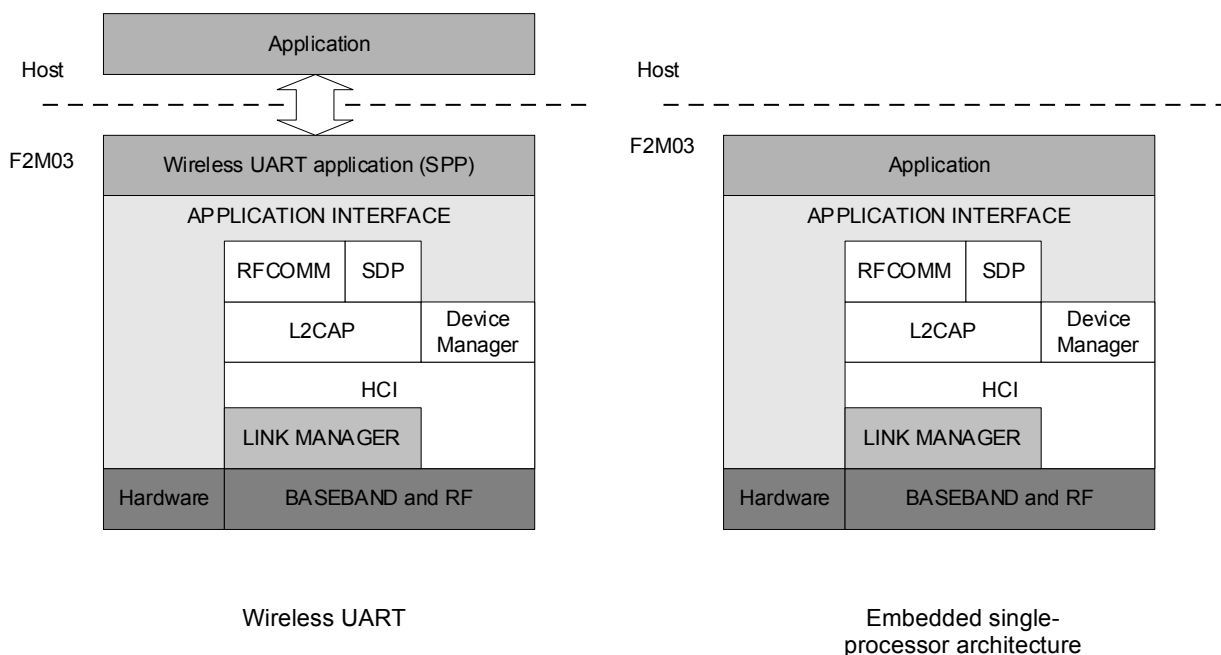 Application
Host
F2M03
Wireless UART application (SPP)
APPLICATION INTERFACE
RFCOMM
SDP
L2CAP
Device
Manager
HCI
LINK MANAGER
Hardware
BASEBAND and RF
Wireless UART
Host
F2M03
Application
APPLICATION INTERFACE
RFCOMM
SDP
L2CAP
Device
Manager
HCI
LINK MANAGER
Hardware
BASEBAND and RF
Embedded single-
processor architecture